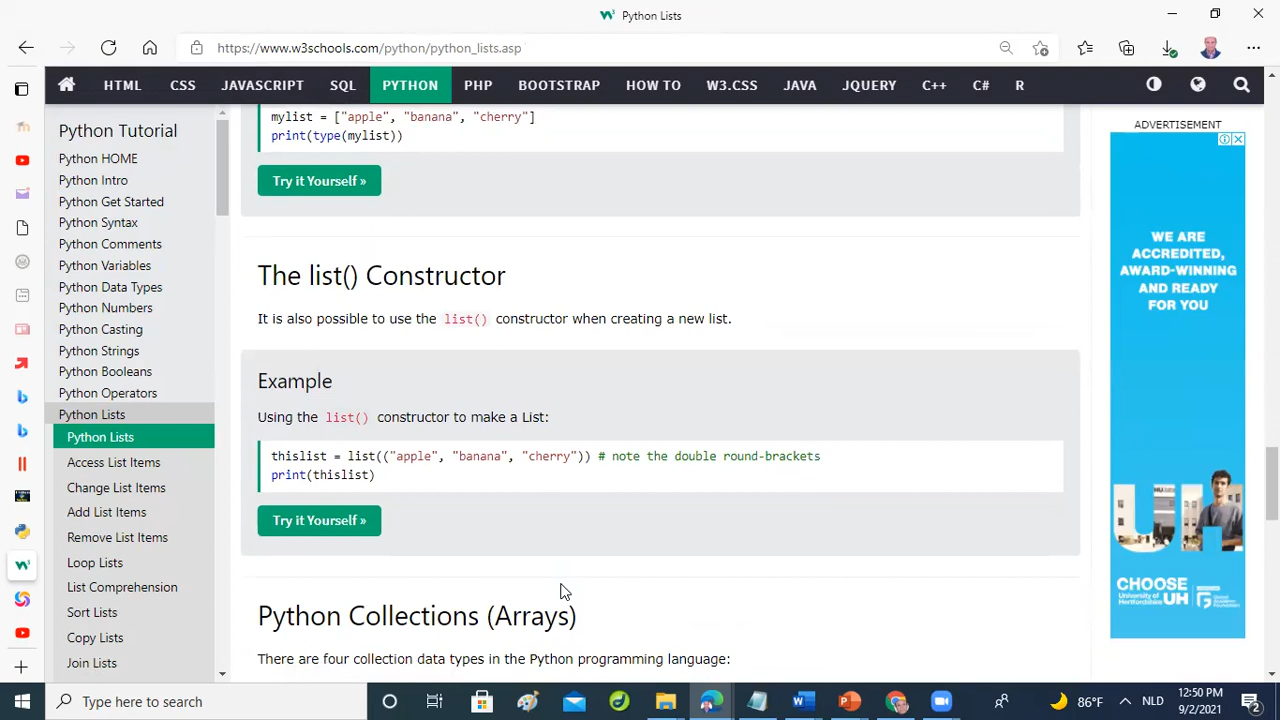 Python Lists
https://www.w3schools.com/python/python_lists.asp
HTML CSS JAVASCRIPT SQL PYTHON PHP BOOTSTRAP HOW TO W3.CSS JAVA JQUERY C++ C# R
Python Tutorial
Python HOME
Python Intro
Python Get Started
Python Syntax
Python Comments
Python Variables
Python Data Types
Python Numbers
Python Casting
Python Strings
Python Booleans
Python Operators
Python Lists
Python Lists
Access List Items
Change List Items
Add List Items
Remove List Items
Loop Lists
List Comprehension
Sort Lists
Copy Lists
Join Lists
mylist = ["apple", "banana", "cherry"]
print(type(mylist))
Try it Yourself »
The list() Constructor
It is also possible to use the list() constructor when creating a new list.
Example
Using the list() constructor to make a List:
thislist = list(("apple", "banana", "cherry")) # note the double round-brackets
print(thislist)
Try it Yourself »
Python Collections (Arrays)
There are four collection data types in the Python programming language:
ADVERTISEMENT
WE ARE
ACCREDITED,
AWARD-WINNING
AND READY
FOR YOU
UH
CHOOSE
University of
Hertfordshire UH
Type here to search
86°F NLD
12:50 PM
9/2/2021
2